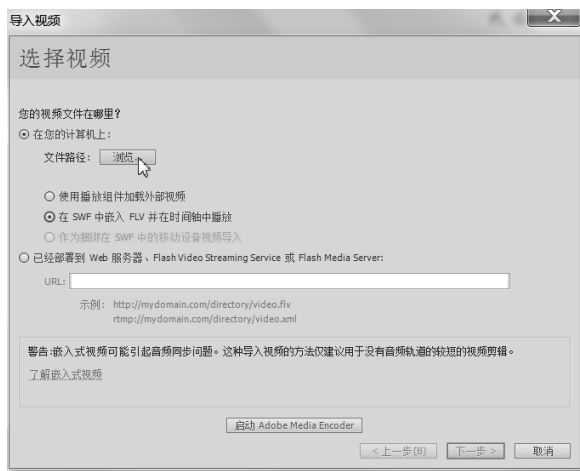 导入视频
选择视频
您的视频文件在哪里?
在您的计算机上:
文件路径: 浏览...
使用播放组件加载外部视频
在 SWF 中嵌入 FLV 并在时间轴中播放
作为捆绑在 SWF 中的移动设备视频导入
已经部署到 Web 服务器、Flash Video Streaming Service 或 Flash Media Server:
URL:
示例: http://mydomain.com/directory/video.flv
rtmp://mydomain.com/directory/video.xml
警告:嵌入式视频可能引起音频同步问题。这种导入视频的方法仅建议用于没有音频轨道的较短的视频剪辑。
了解嵌入式视频
启动 Adobe Media Encoder
< 上一步(B) 下一步 > 取消